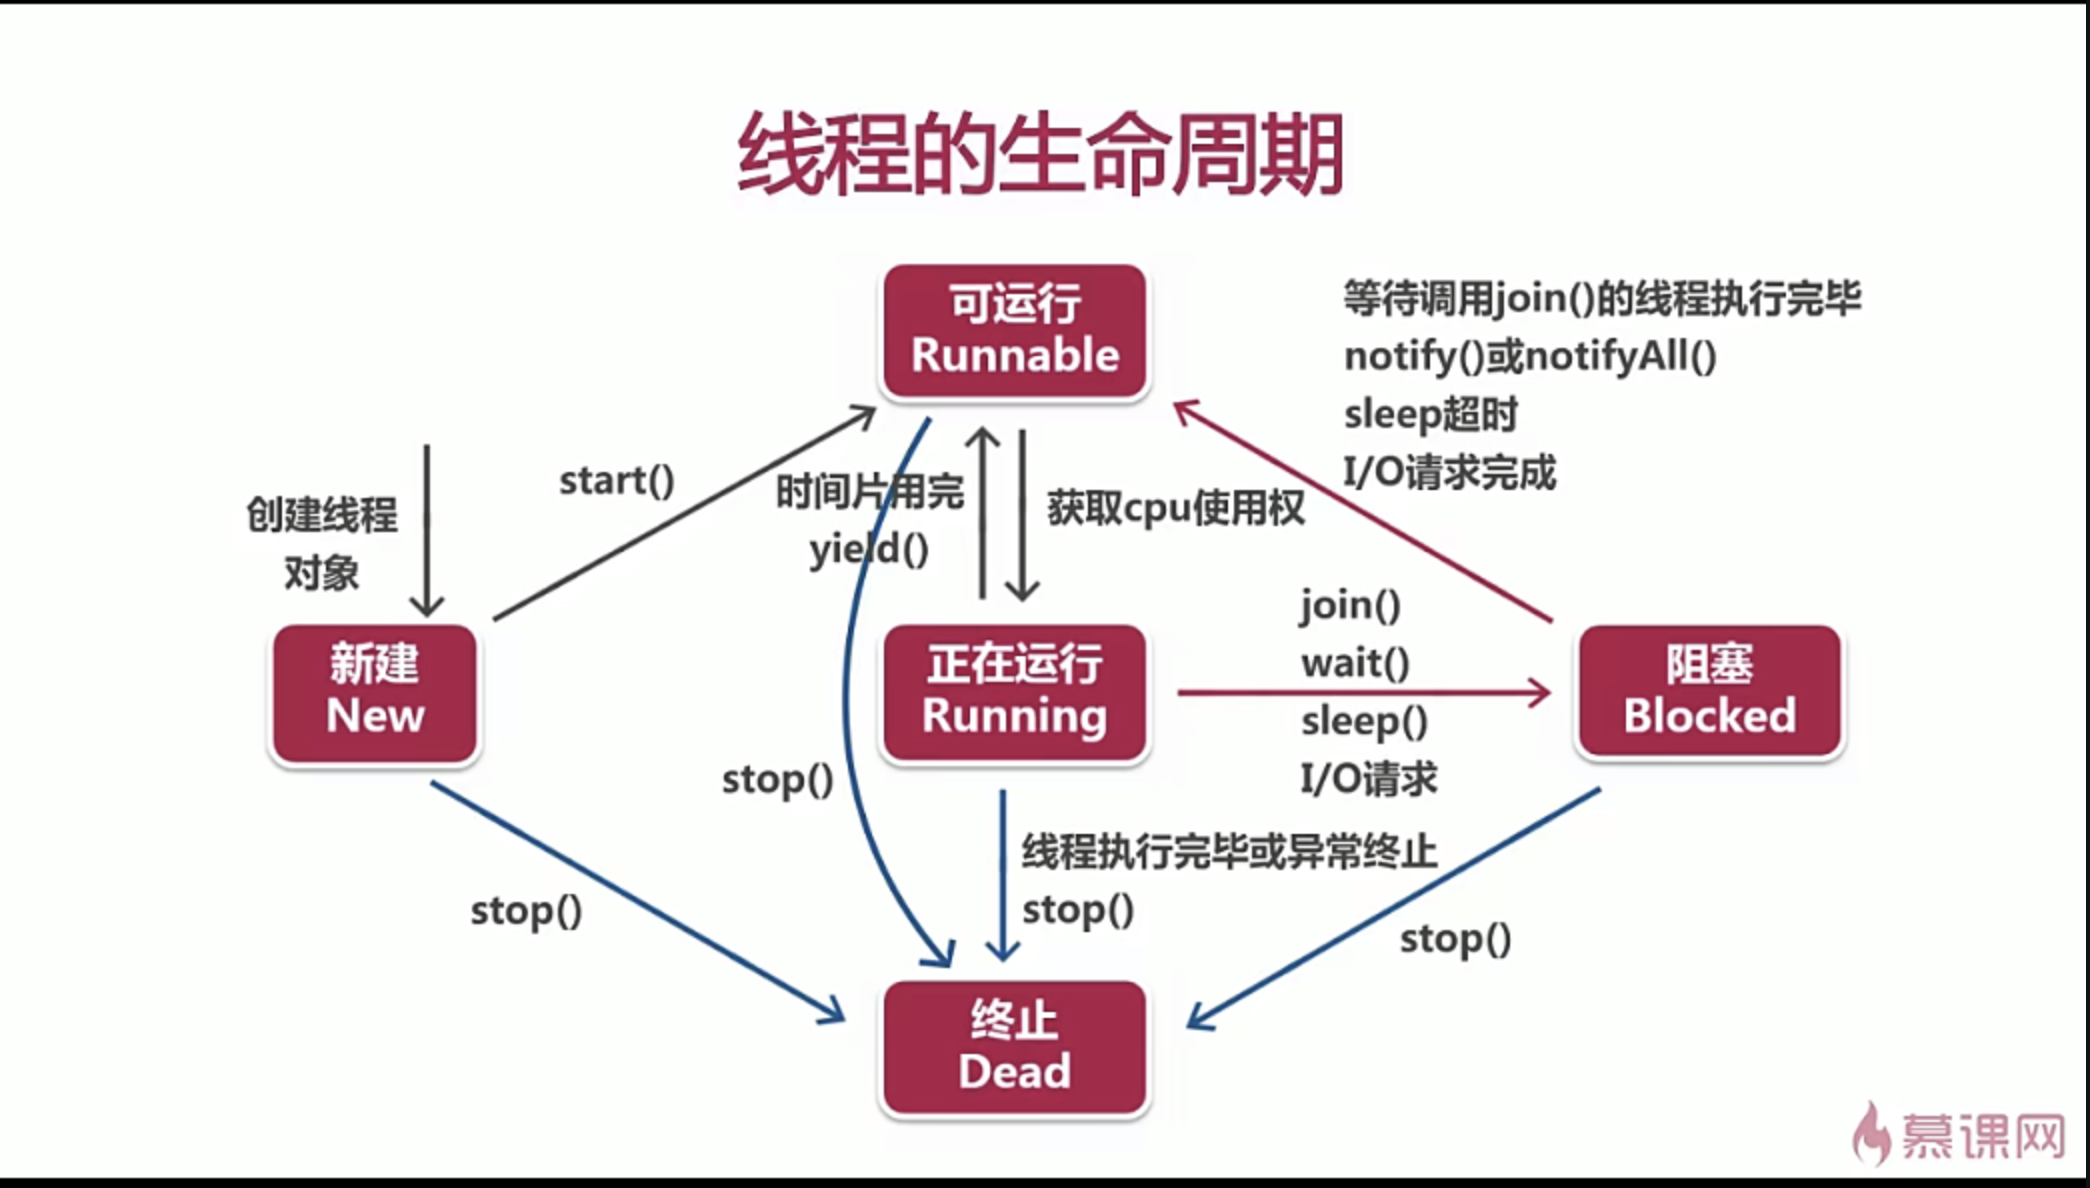 线程的生命周期
可运行
Runnable
等待调用join()的线程执行完毕
notify()或notifyAll()
sleep超时
I/O请求完成
创建线程
对象
start()
时间片用完
yield()
获取cpu使用权
新建
New
正在运行
Running
join()
wait()
sleep()
I/O请求
阻塞
Blocked
stop()
stop()
线程执行完毕或异常终止
stop()
stop()
终止
Dead
慕课网